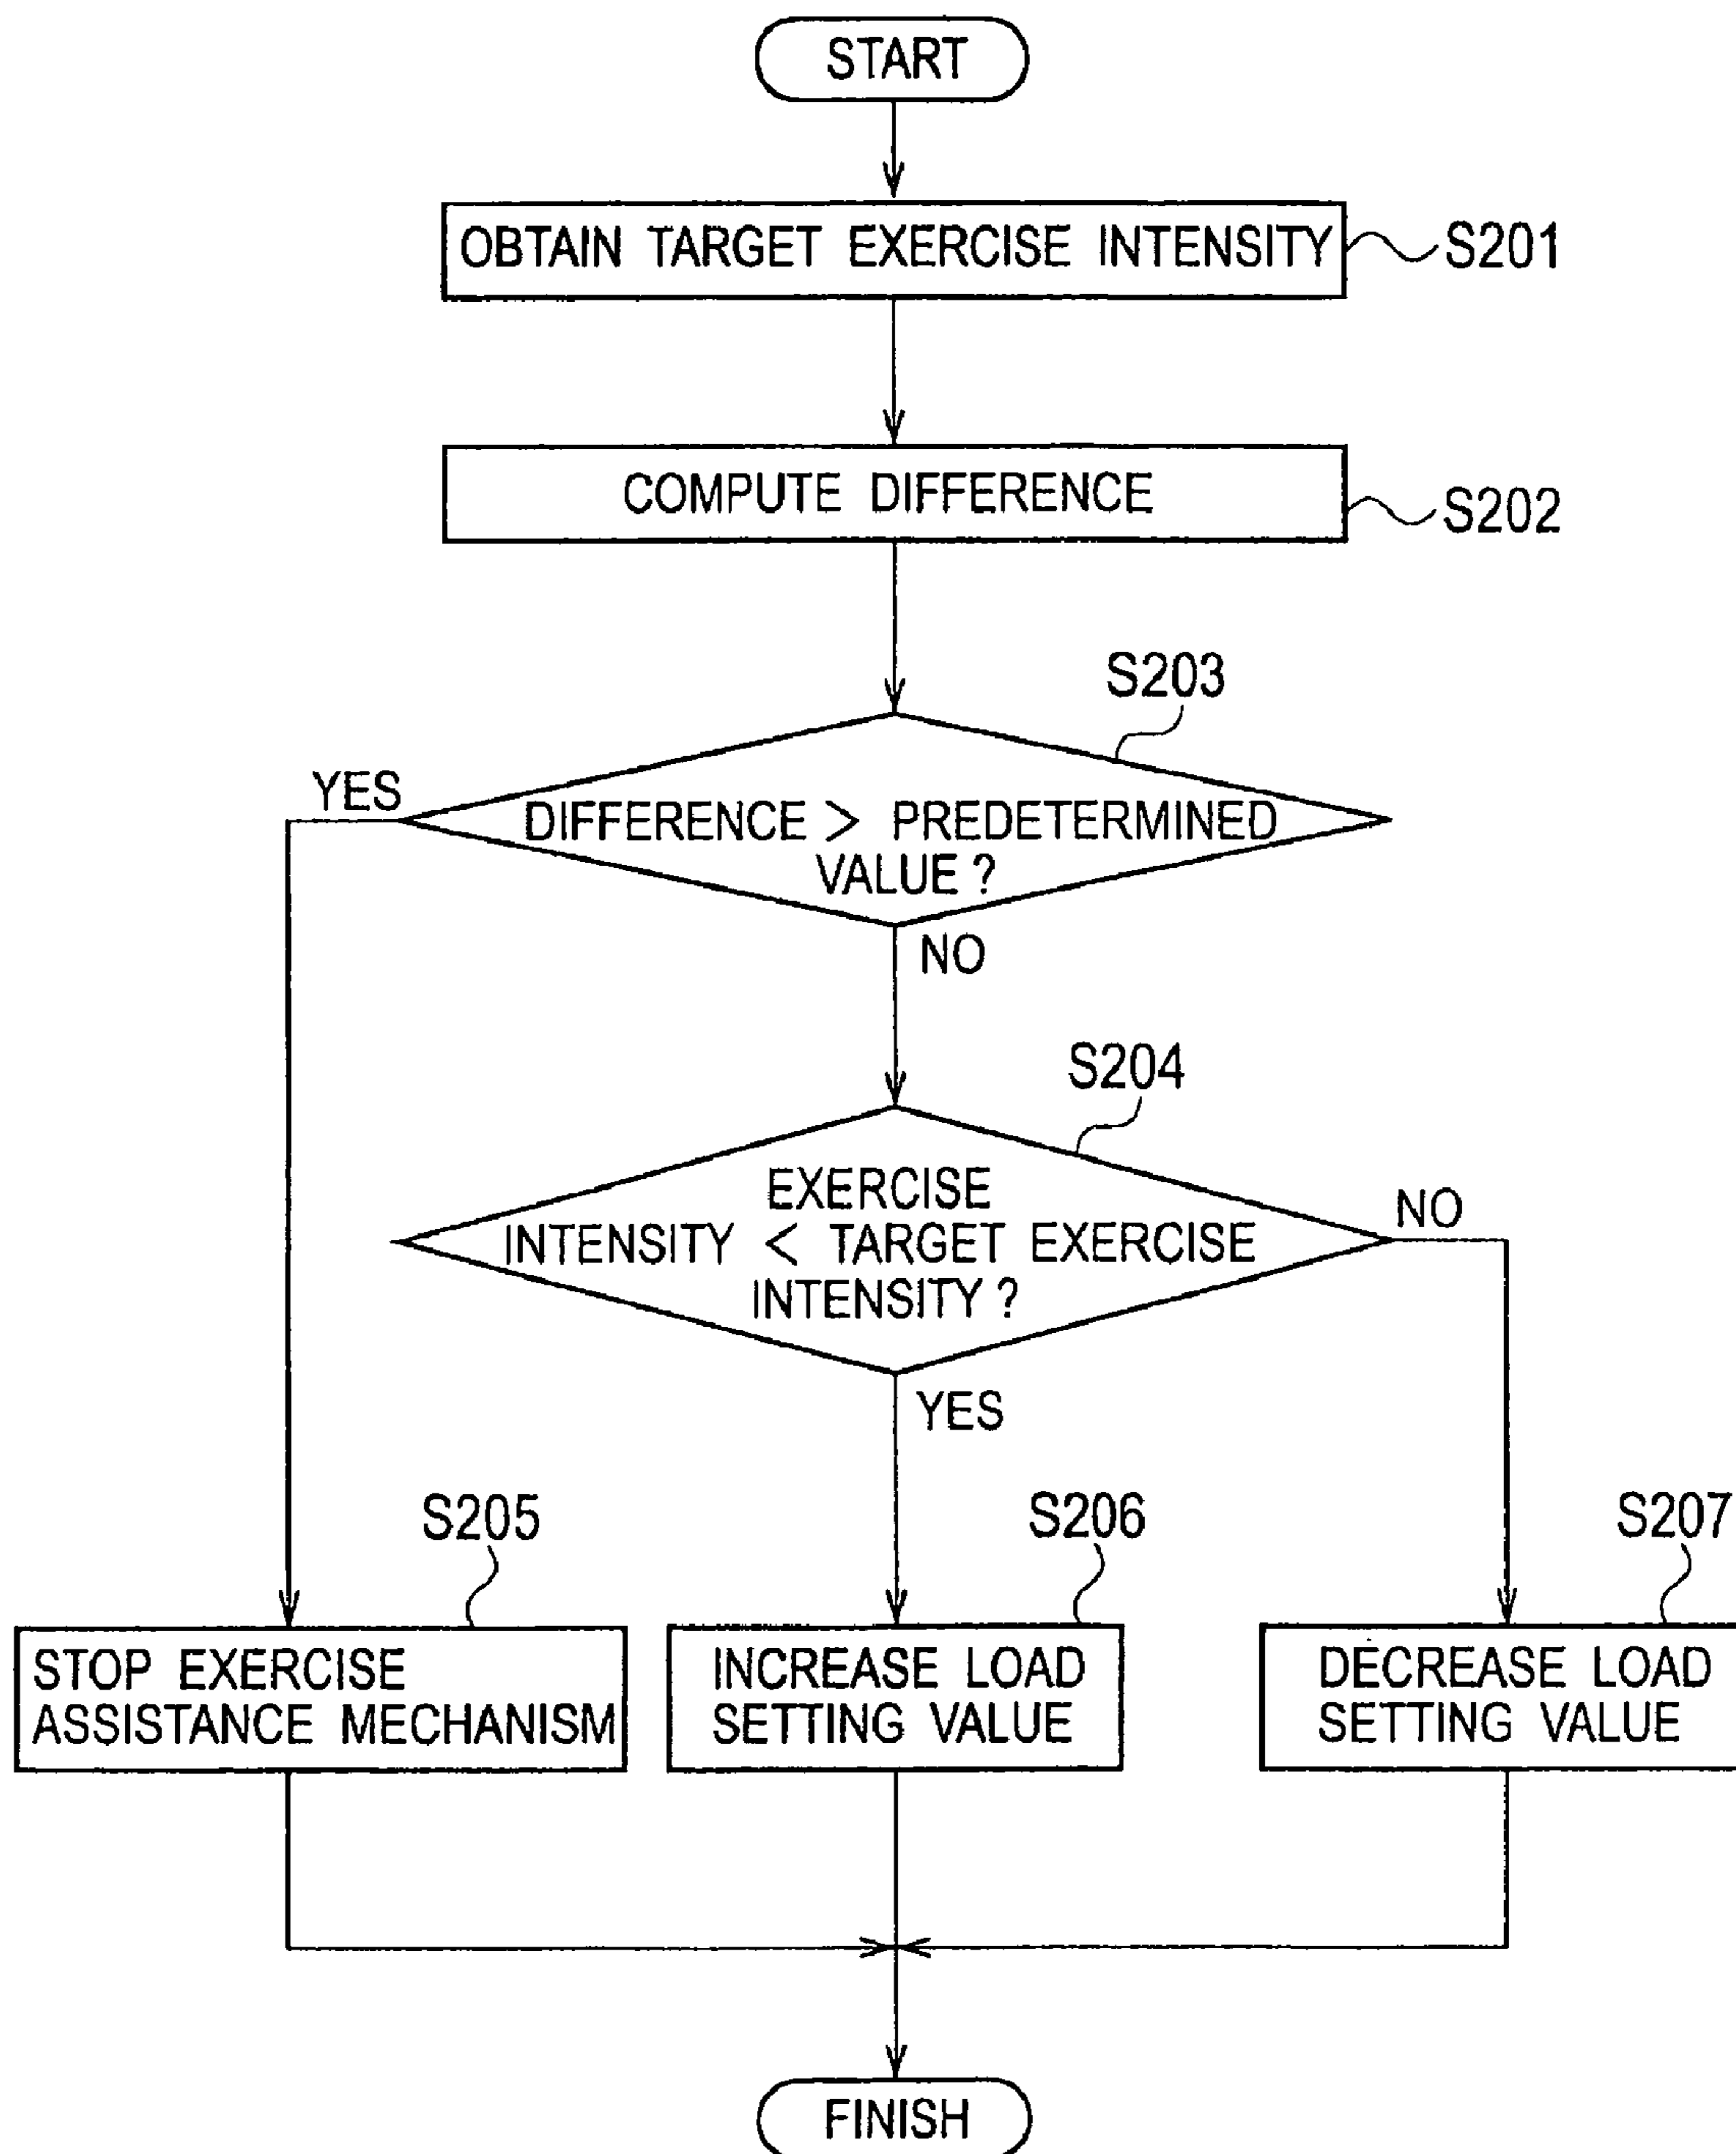 START
OBTAIN TARGET EXERCISE INTENSITY
S201
COMPUTE DIFFERENCE
S202
S203
YES
DIFFERENCE > PREDETERMINED
VALUE ?
NO
S204
EXERCISE
INTENSITY < TARGET EXERCISE
INTENSITY ?
NO
YES
S205
S206
S207
STOP EXERCISE
ASSISTANCE MECHANISM
INCREASE LOAD
SETTING VALUE
DECREASE LOAD
SETTING VALUE
FINISH